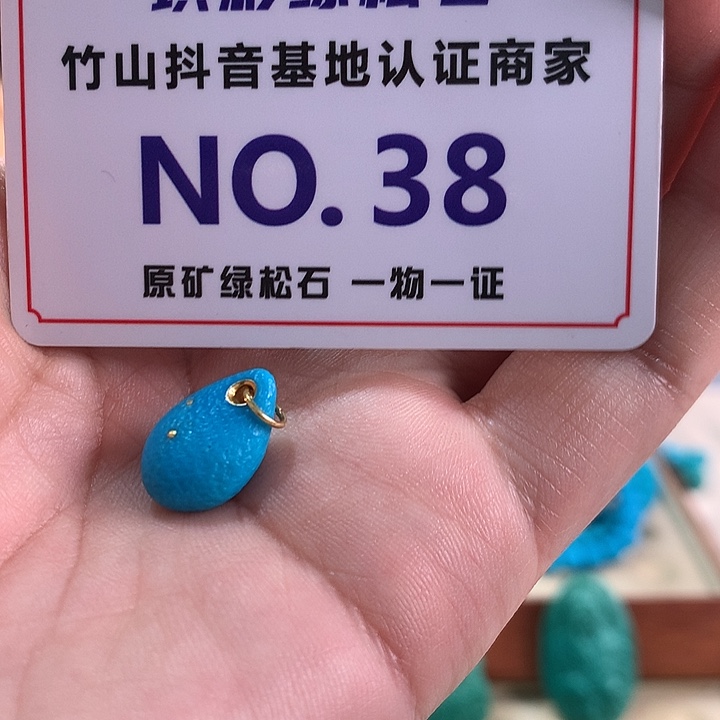 竹山抖音基地认证商家
NO.38
原矿绿松石 一物一证